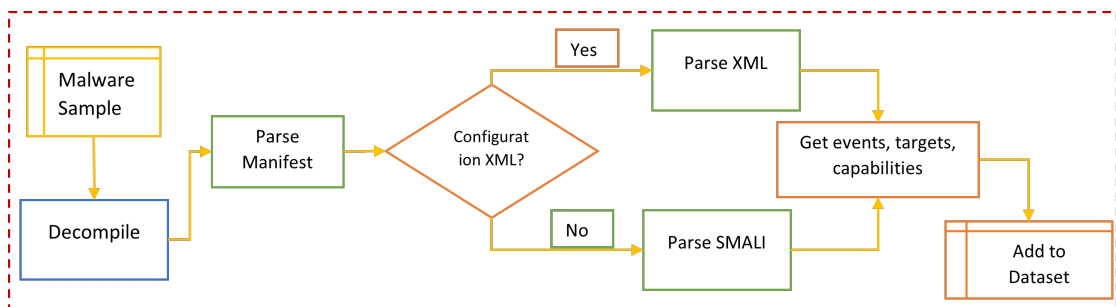 Malware
Sample
Decompile
Parse
Manifest
Configurat
ion XML?
Yes
Parse XML
No
Parse SMALI
Get events, targets,
capabilities
Add to
Dataset